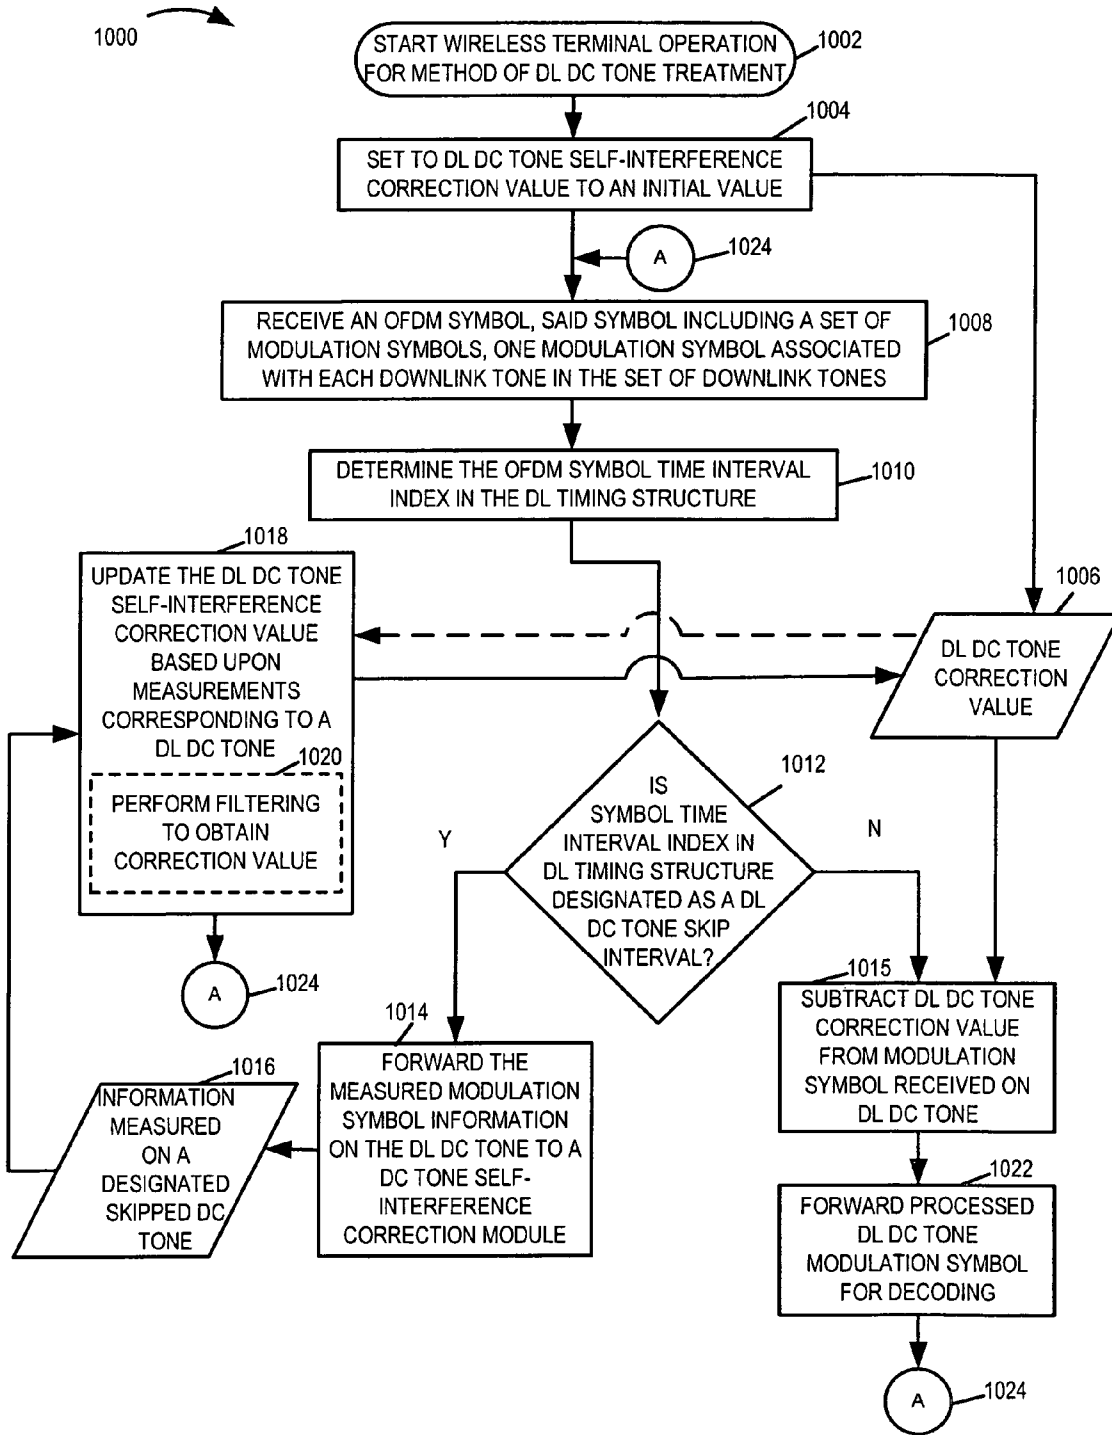 1000
START WIRELESS TERMINAL OPERATION
FOR METHOD OF DL DC TONE TREATMENT
1002
1004
SET TO DL DC TONE SELF-INTERFERENCE
CORRECTION VALUE TO AN INITIAL VALUE
A
1024
RECEIVE AN OFDM SYMBOL, SAID SYMBOL INCLUDING A SET OF
MODULATION SYMBOLS, ONE MODULATION SYMBOL ASSOCIATED
WITH EACH DOWNLINK TONE IN THE SET OF DOWNLINK TONES
1008
DETERMINE THE OFDM SYMBOL TIME INTERVAL
INDEX IN THE DL TIMING STRUCTURE
1010
1018
UPDATE THE DL DC TONE
SELF-INTERFERENCE
CORRECTION VALUE
BASED UPON
MEASUREMENTS
CORRESPONDING TO A
DL DC TONE
1020
PERFORM FILTERING
TO OBTAIN
CORRECTION VALUE
A
1024
1006
DL DC TONE
CORRECTION
VALUE
1012
IS
SYMBOL TIME
INTERVAL INDEX IN
DL TIMING STRUCTURE
DESIGNATED AS A DL
DC TONE SKIP
INTERVAL?
Y
N
1014
FORWARD THE
MEASURED MODULATION
SYMBOL INFORMATION
ON THE DL DC TONE TO A
DC TONE SELF-
INTERFERENCE
CORRECTION MODULE
1016
INFORMATION
MEASURED
ON A
DESIGNATED
SKIPPED DC
TONE
1015
SUBTRACT DL DC TONE
CORRECTION VALUE
FROM MODULATION
SYMBOL RECEIVED ON
DL DC TONE
1022
FORWARD PROCESSED
DL DC TONE
MODULATION SYMBOL
FOR DECODING
A
1024